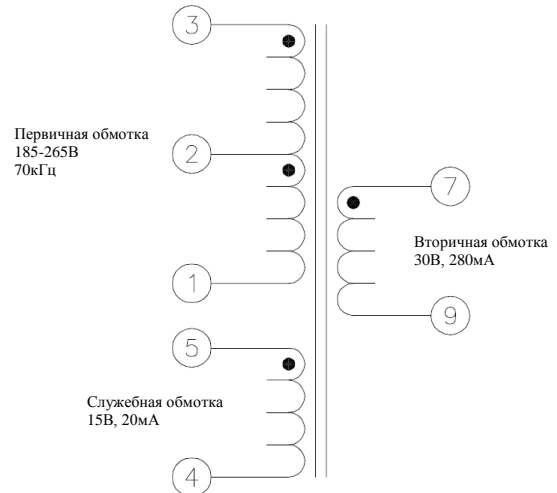 3
Первичная обмотка
185-265В
70кГц
2
1
7
Вторичная обмотка
30В, 280мА
9
5
Служебная обмотка
15В, 20мА
4